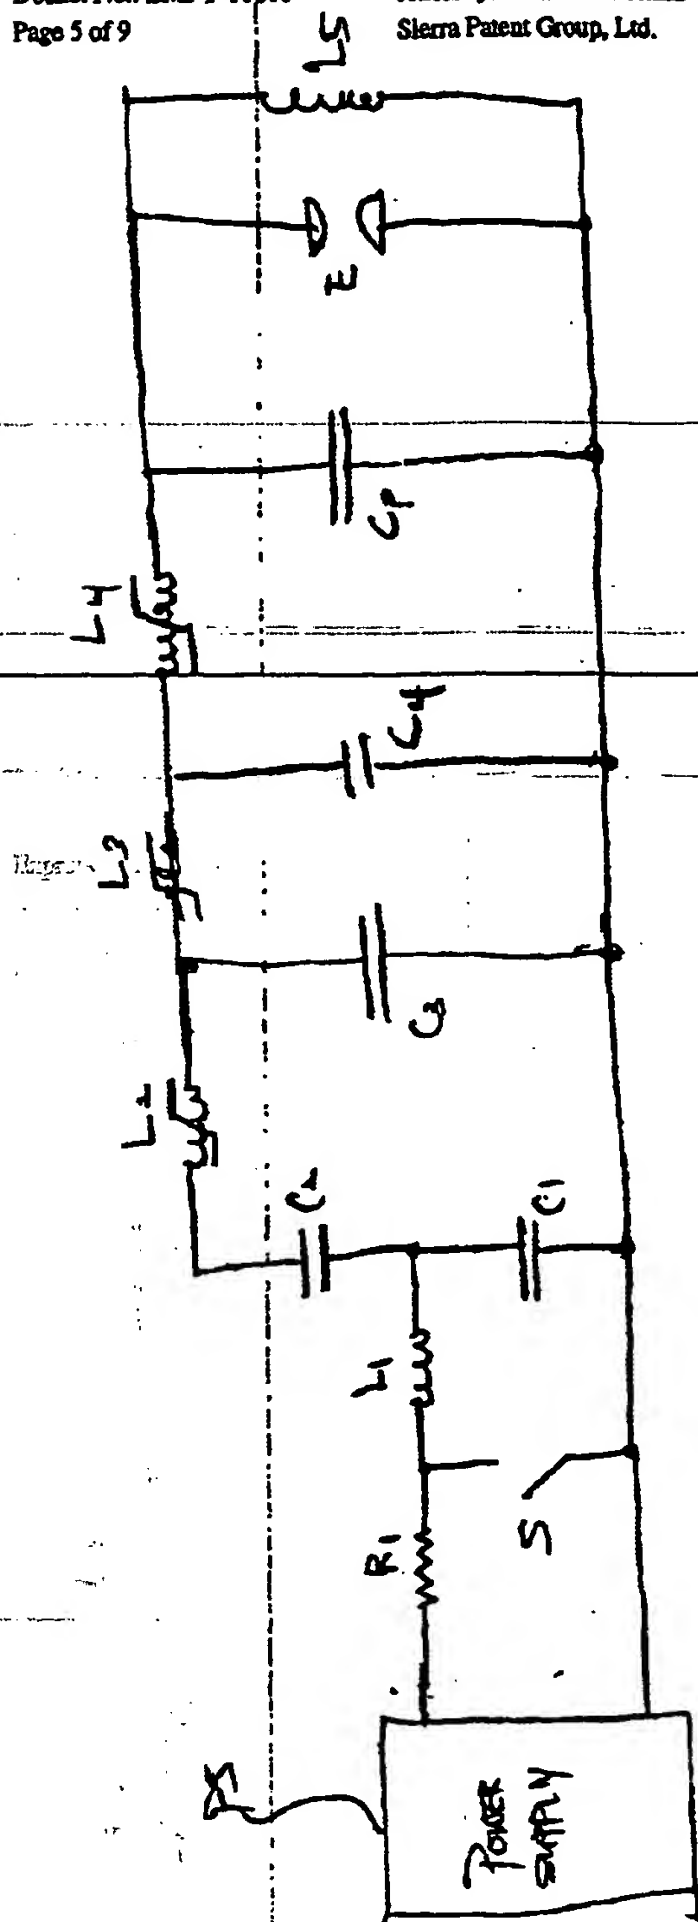 Page 5 of 9
Sierra Patent Group, Ltd.
L5
E
CP
L4
C4
L3
C3
L2
C2
C1
L1
R1
S
PS
POWER
SUPPLY